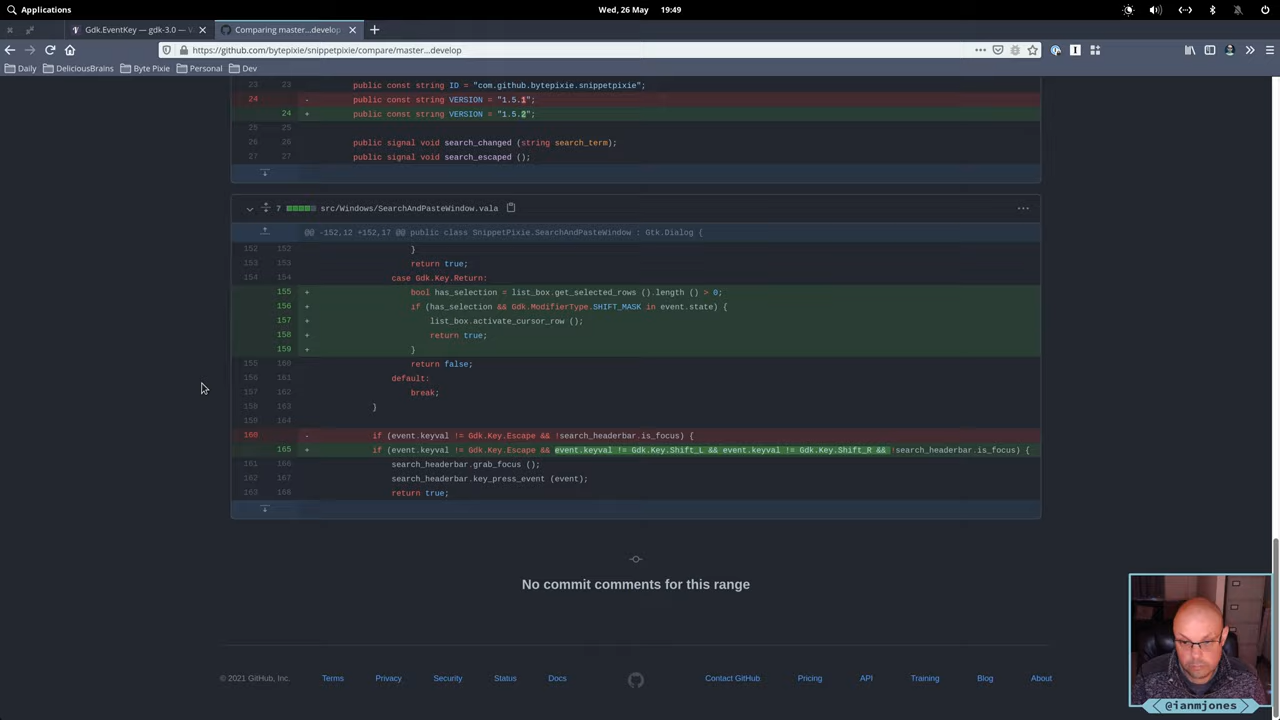 Applications
Wed, 26 May 19:49
Gdk.EventKey — gdk-3.0 — V
Comparing master...develop
https://github.com/bytepixie/snippetpixie/compare/master...develop
Daily DeliciousBrains Byte Pixie Personal Dev
23 23 public const string ID = "com.github.bytepixie.snippetpixie";
24 - public const string VERSION = "1.5.1";
24 + public const string VERSION = "1.5.2";
25 25
26 26 public signal void search_changed (string search_term);
27 27 public signal void search_escaped ();
7 src/Windows/SearchAndPasteWindow.vala
@@ -152,12 +152,17 @@ public class SnippetPixie.SearchAndPasteWindow : Gtk.Dialog {
152 152 }
153 153 return true;
154 154 case Gdk.Key.Return:
155 + bool has_selection = list_box.get_selected_rows ().length () > 0;
156 + if (has_selection && Gdk.ModifierType.SHIFT_MASK in event.state) {
157 + list_box.activate_cursor_row ();
158 + return true;
159 + }
155 160 return false;
156 161 default:
157 162 break;
158 163 }
159 164
160 - if (event.keyval != Gdk.Key.Escape && !search_headerbar.is_focus) {
165 + if (event.keyval != Gdk.Key.Escape && event.keyval != Gdk.Key.Shift_L && event.keyval != Gdk.Key.Shift_R && !search_headerbar.is_focus) {
161 166 search_headerbar.grab_focus ();
162 167 search_headerbar.key_press_event (event);
163 168 return true;
No commit comments for this range
© 2021 GitHub, Inc. Terms Privacy Security Status Docs Contact GitHub Pricing API Training Blog About
@ianmjones